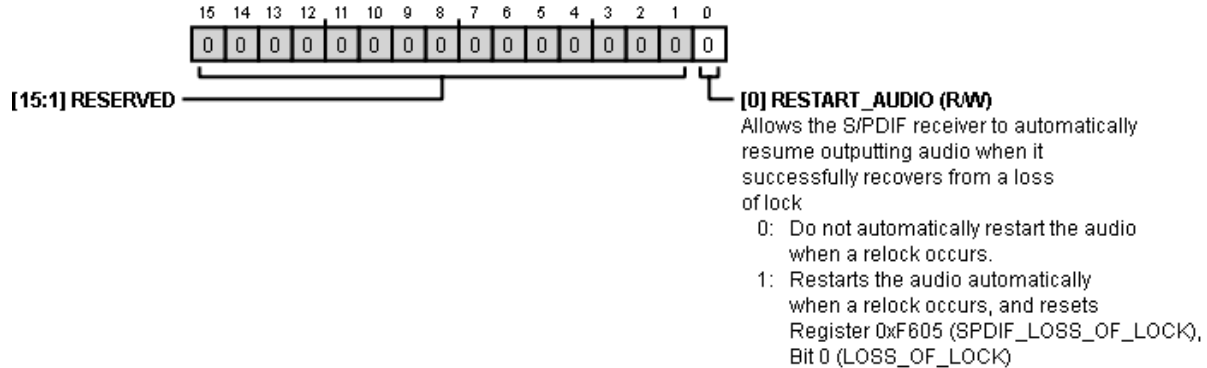 15 14 13 12 11 10 9 8 7 6 5 4 3 2 1 0
0 0 0 0 0 0 0 0 0 0 0 0 0 0 0 0
[15:1] RESERVED
[0] RESTART_AUDIO (R/W)
Allows the S/PDIF receiver to automatically
resume outputting audio when it
successfully recovers from a loss
of lock
0: Do not automatically restart the audio
when a relock occurs.
1: Restarts the audio automatically
when a relock occurs, and resets
Register 0xF605 (SPDIF_LOSS_OF_LOCK),
Bit 0 (LOSS_OF_LOCK)